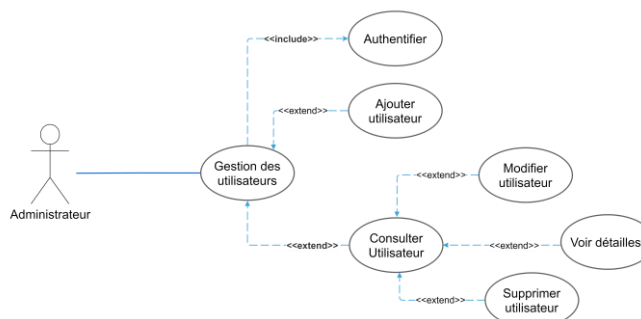 <<include>>
Authentifier
<<extend>>
Ajouter
utilisateur
Gestion des
utilisateurs
Administrateur
<<extend>>
Modifier
utilisateur
<<extend>>
Consulter
Utilisateur
<<extend>>
Voir détailles
<<extend>>
Supprimer
utilisateur